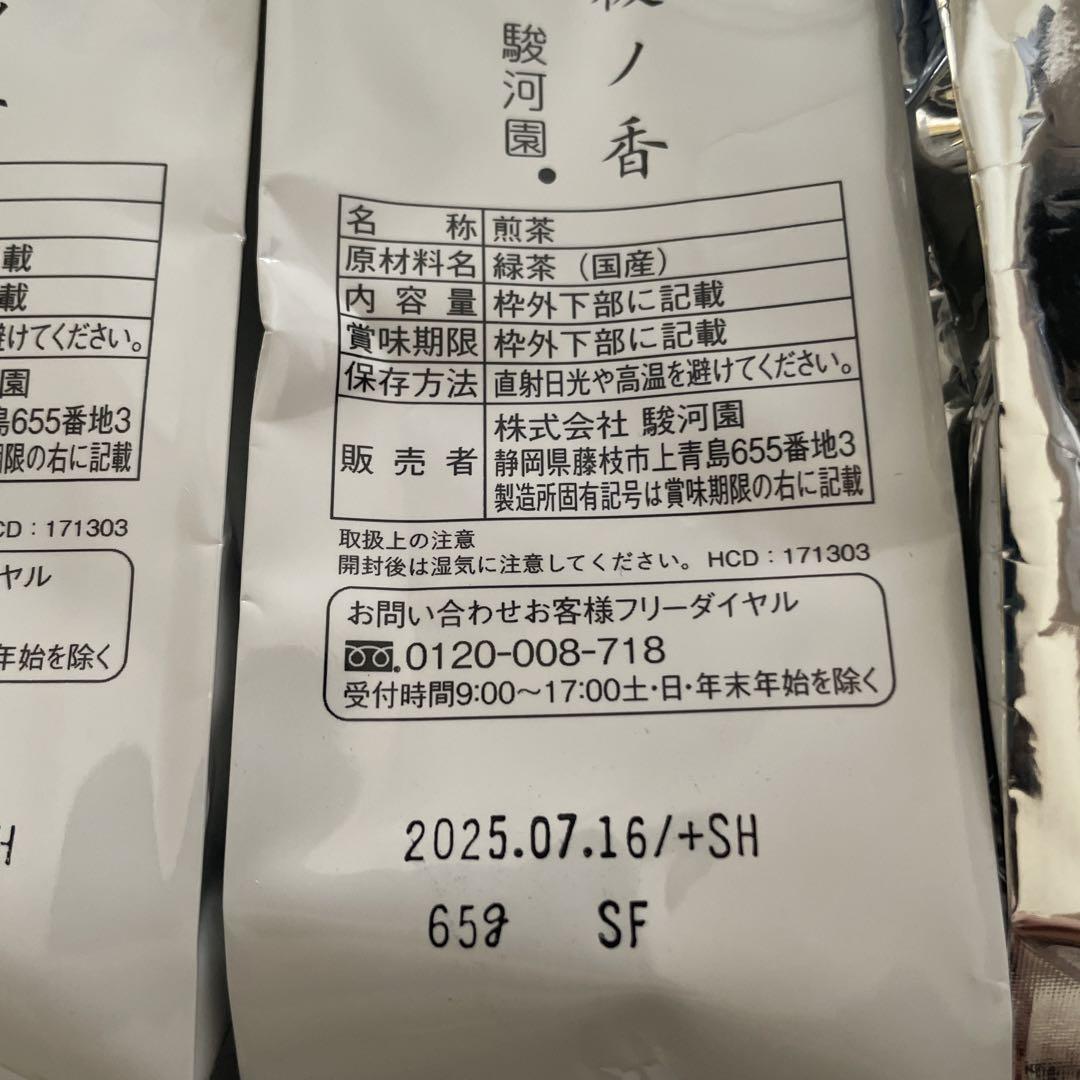 ノ香
駿河園
名称 煎茶
原材料名 緑茶（国産）
内容量 枠外下部に記載
賞味期限 枠外下部に記載
保存方法 直射日光や高温を避けてください。
販売者 株式会社 駿河園
静岡県藤枝市上青島655番地3
製造所固有記号は賞味期限の右に記載
取扱上の注意
開封後は湿気に注意してください。 HCD：171303
お問い合わせお客様フリーダイヤル
0120-008-718
受付時間9:00〜17:00土・日・年末年始を除く
2025.07.16/+SH
65g SF
載
載
避けてください。
園
島655番地3
期限の右に記載
CD：171303
ヤル
年始を除く
H